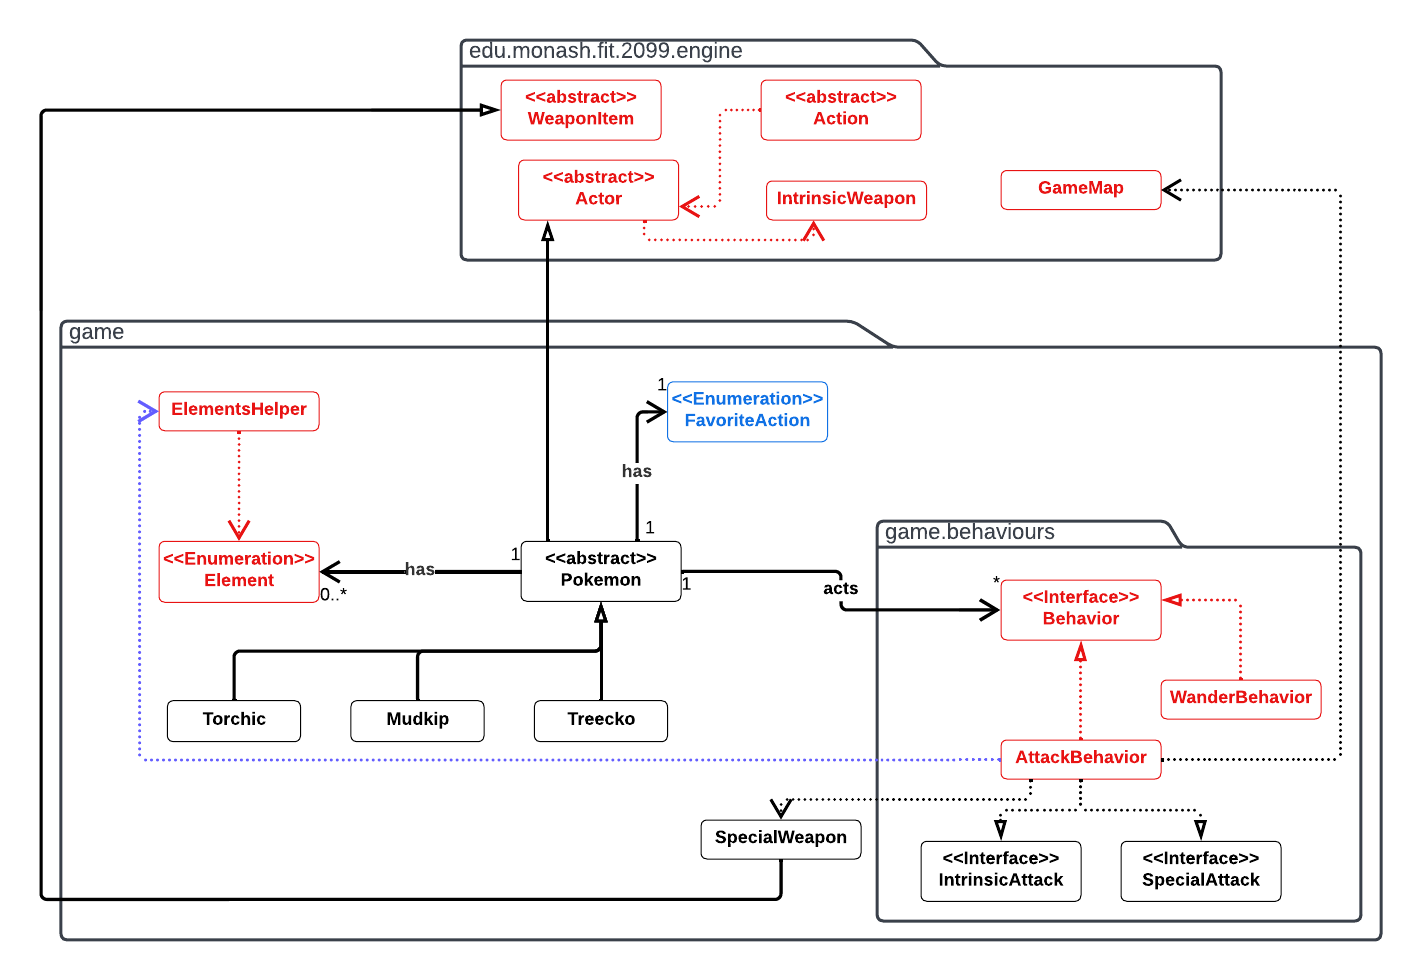 edu.monash.fit.2099.engine
<<abstract>>
WeaponItem
<<abstract>>
Action
<<abstract>>
Actor
IntrinsicWeapon
GameMap
game
ElementsHelper
1
<<Enumeration>>
FavoriteAction
has
1
<<Enumeration>>
Element
0..*
has
1
<<abstract>>
Pokemon
1
acts
*
game.behaviours
<<Interface>>
Behavior
WanderBehavior
Torchic
Mudkip
Treecko
AttackBehavior
SpecialWeapon
<<Interface>>
IntrinsicAttack
<<Interface>>
SpecialAttack